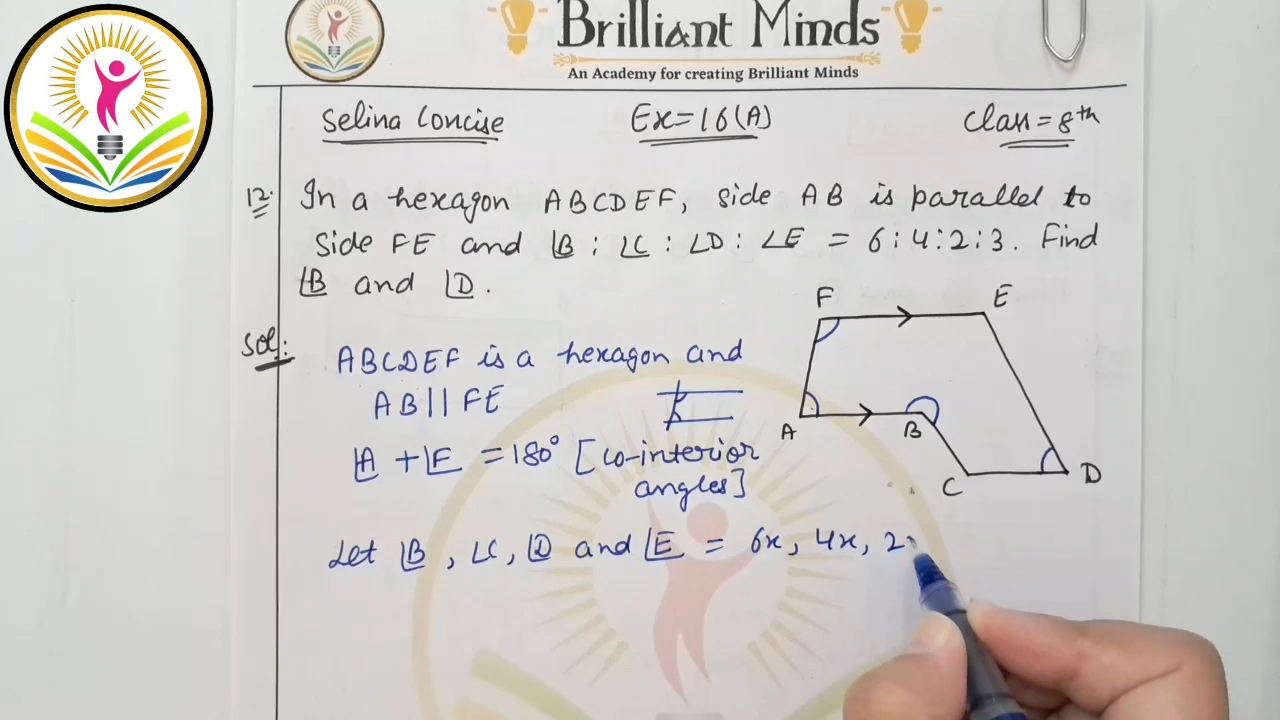 Brilliant Minds
An Academy for creating Brilliant Minds
Selina Concise Ex=16(A) Class=8th
12. In a hexagon ABCDEF, side AB is parallel to
side FE and ∠B : ∠C : ∠D : ∠E = 6:4:2:3. Find
∠B and ∠D.
Sol:
ABCDEF is a hexagon and
AB||FE
∠A + ∠F = 180° [co-interior
angles]
Let ∠B, ∠C, ∠D and ∠E = 6x, 4x, 2x
F E
A B
C D